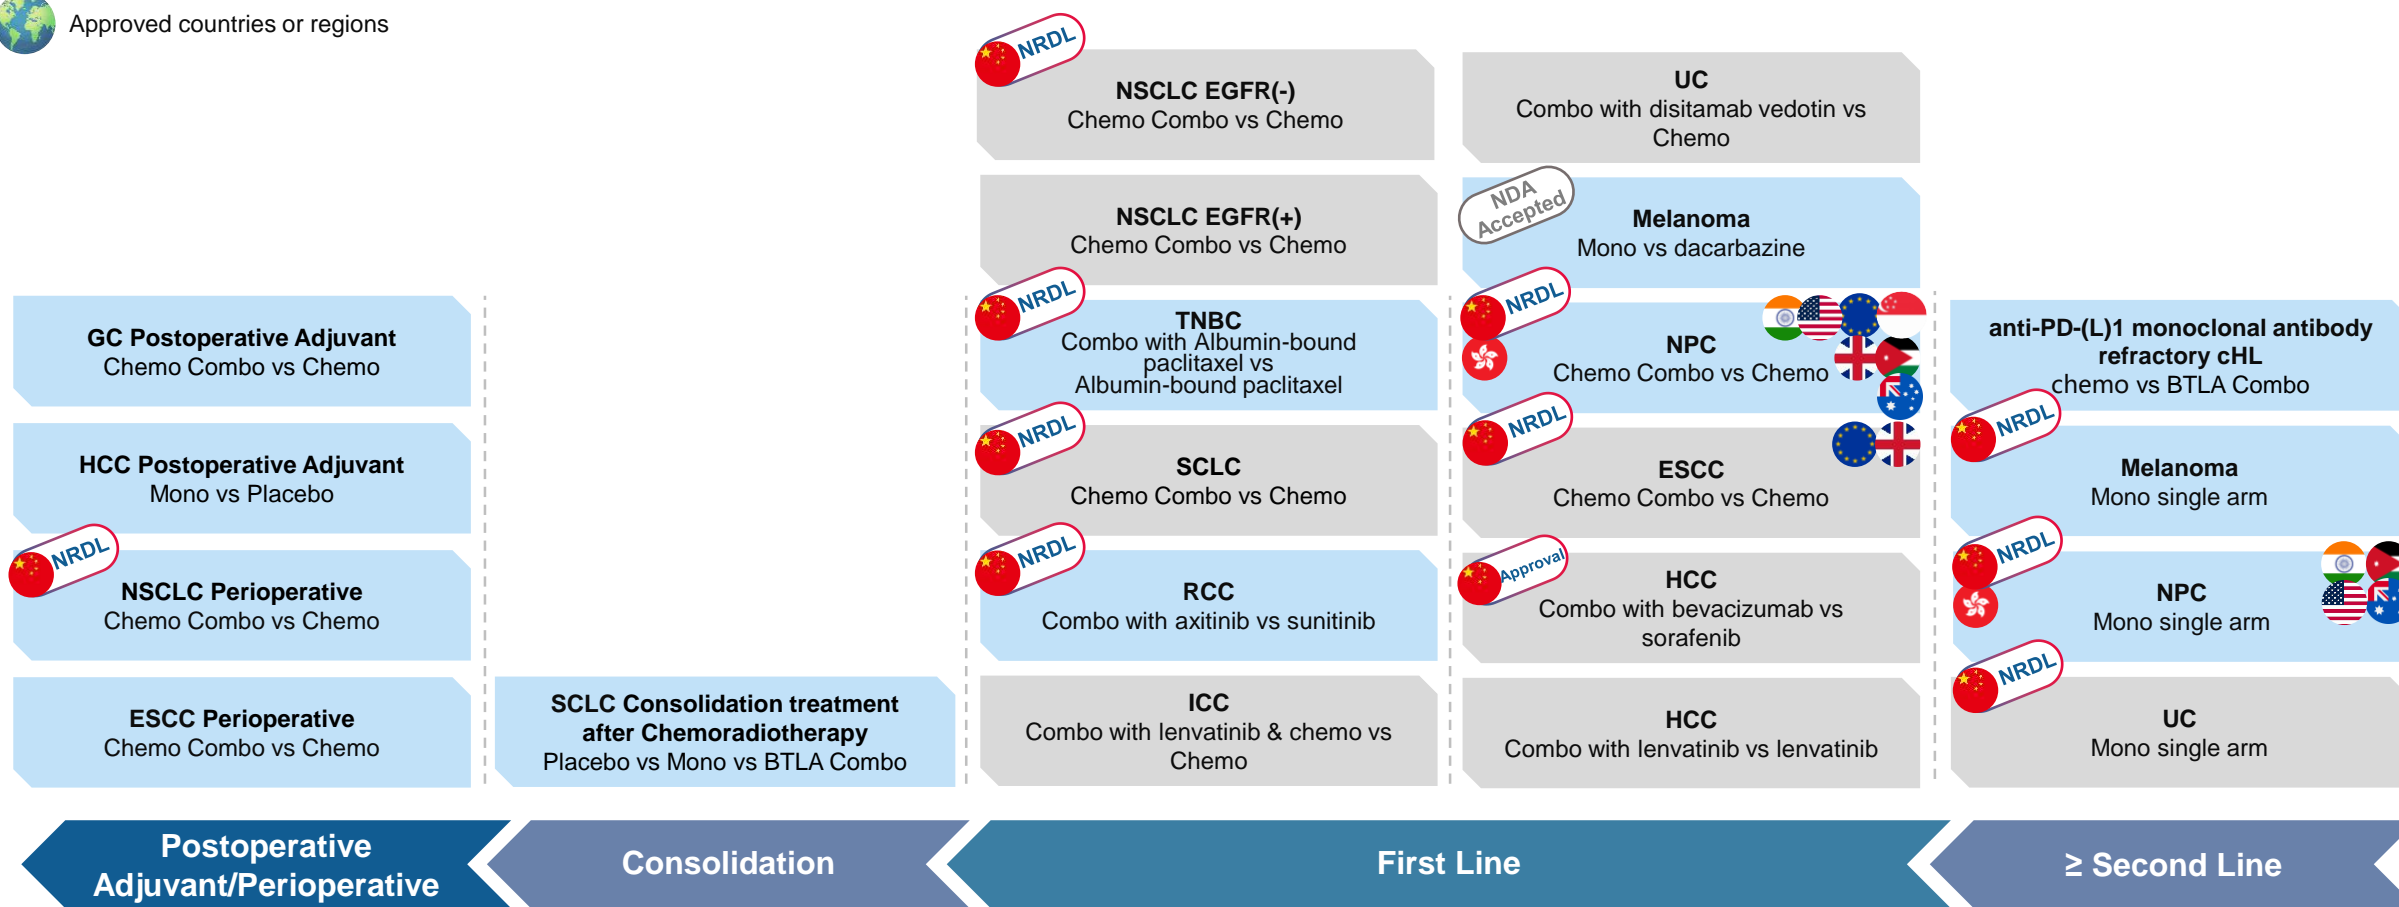 Approved countries or regions
GC Postoperative Adjuvant
Chemo Combo vs Chemo
HCC Postoperative Adjuvant
Mono vs Placebo
NRDL
NSCLC Perioperative
Chemo Combo vs Chemo
ESCC Perioperative
Chemo Combo vs Chemo
SCLC Consolidation treatment
after Chemoradiotherapy
Placebo vs Mono vs BTLA Combo
NRDL
NSCLC EGFR(-)
Chemo Combo vs Chemo
NSCLC EGFR(+)
Chemo Combo vs Chemo
NRDL
TNBC
Combo with Albumin-bound
paclitaxel vs
Albumin-bound paclitaxel
NRDL
SCLC
Chemo Combo vs Chemo
NRDL
RCC
Combo with axitinib vs sunitinib
ICC
Combo with lenvatinib & chemo vs
Chemo
UC
Combo with disitamab vedotin vs
Chemo
NDA
Accepted
Melanoma
Mono vs dacarbazine
NRDL
NPC
Chemo Combo vs Chemo
NRDL
ESCC
Chemo Combo vs Chemo
Approval
HCC
Combo with bevacizumab vs
sorafenib
HCC
Combo with lenvatinib vs lenvatinib
anti-PD-(L)1 monoclonal antibody
refractory cHL
chemo vs BTLA Combo
NRDL
Melanoma
Mono single arm
NRDL
NPC
Mono single arm
NRDL
UC
Mono single arm
Postoperative
Adjuvant/Perioperative
Consolidation
First Line
≥ Second Line